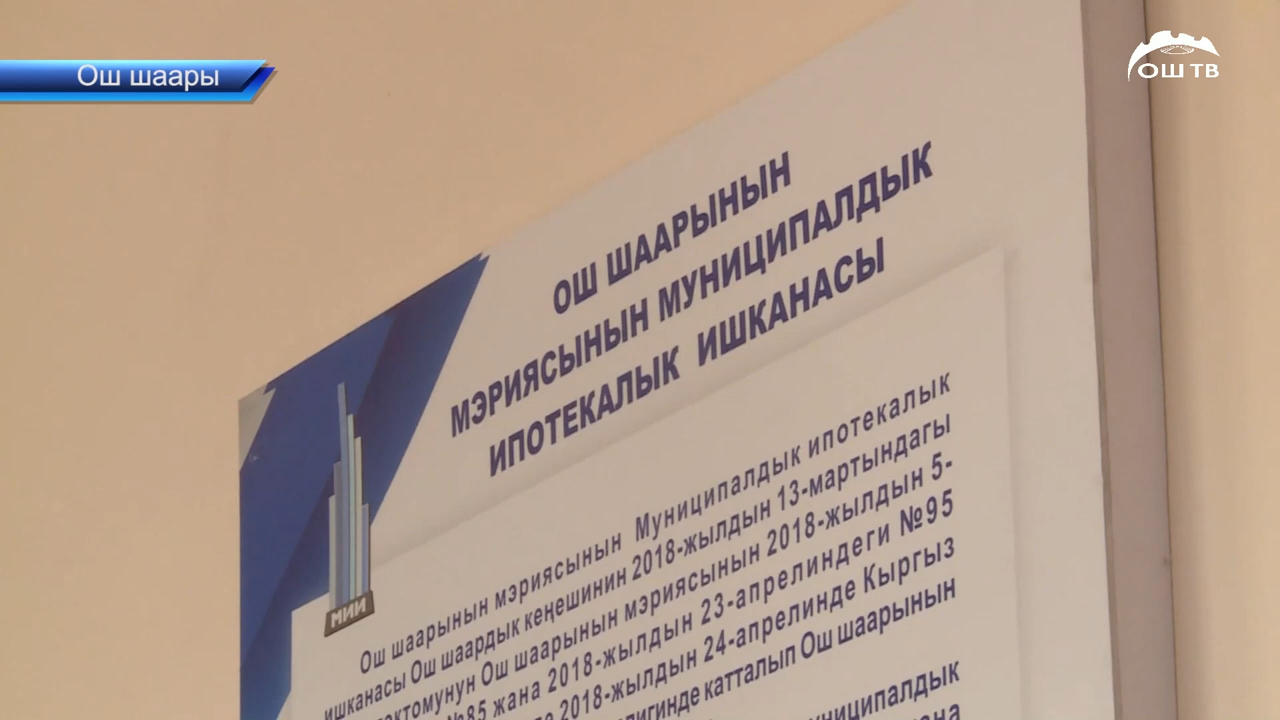 Ош шаары
ОШ ТВ
ОШ ШААРЫНЫН
МЭРИЯСЫНЫН МУНИЦИПАЛДЫК
ИПОТЕКАЛЫК ИШКАНАСЫ
МИИ
Ош шаарынын мэриясынын Муниципалдык ипотекалык
ишканасы Ош шаардык кеңешинин 2018-жылдын 13-мартындагы
Ош шаарынын мэриясынын 2018-жылдын 5-
№85 жана 2018-жылдын 23-апрелиндеги №95
2018-жылдын 24-апрелинде Кыргыз
катталып Ош шаарынын